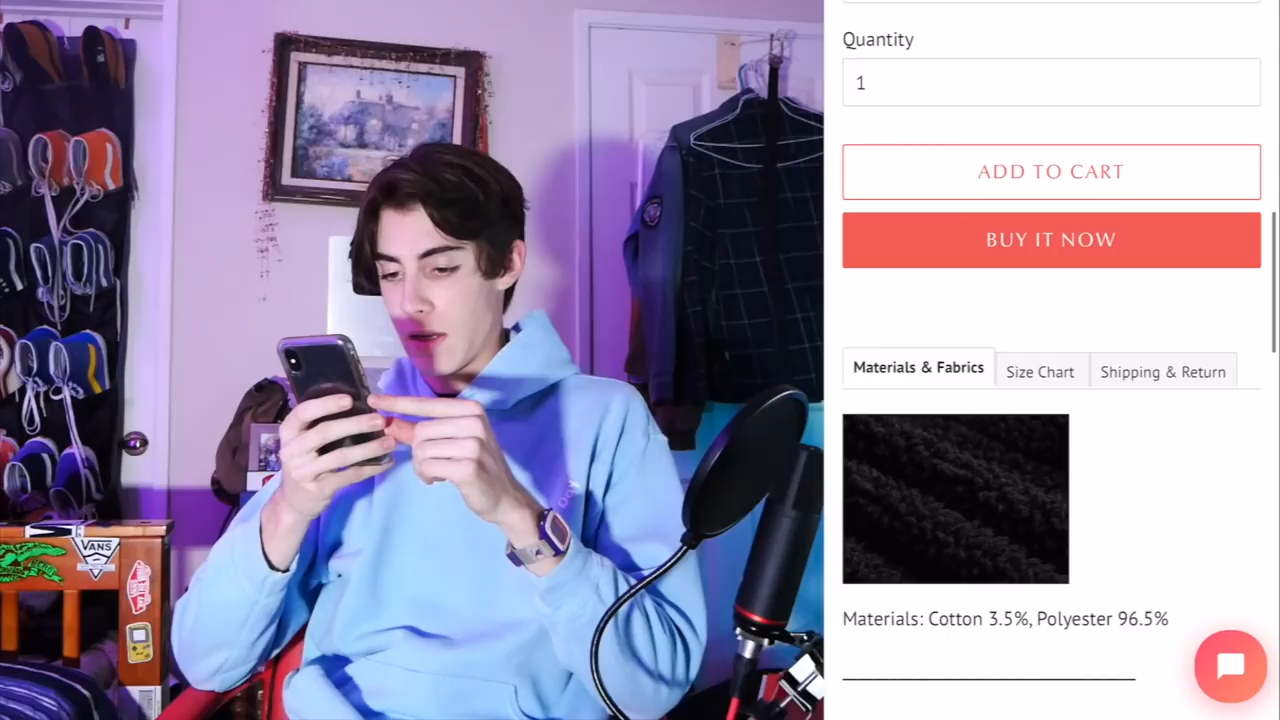 Quantity
1
ADD TO CART
BUY IT NOW
Materials & Fabrics
Size Chart
Shipping & Return
Materials: Cotton 3.5%, Polyester 96.5%
VANS